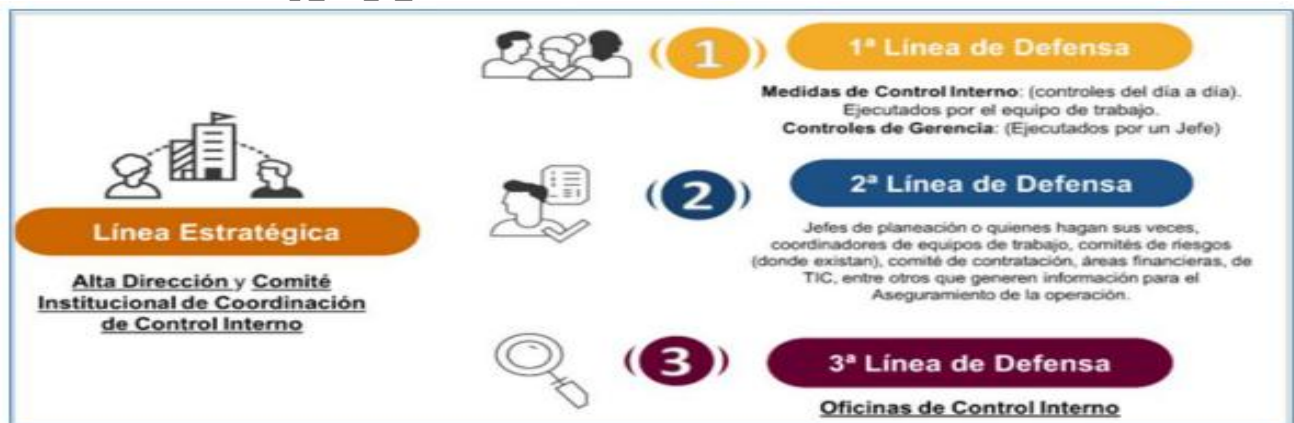 Línea Estratégica
Alta Dirección y Comité
Institucional de Coordinación
de Control Interno
1
1ª Línea de Defensa
Medidas de Control Interno: (controles del día a día).
Ejecutados por el equipo de trabajo.
Controles de Gerencia: (Ejecutados por un Jefe)
2
2ª Línea de Defensa
Jefes de planeación o quienes hagan sus veces,
coordinadores de equipos de trabajo, comités de riesgos
(donde existan), comité de contratación, áreas financieras, de
TIC, entre otros que generen información para el
Aseguramiento de la operación.
3
3ª Línea de Defensa
Oficinas de Control Interno